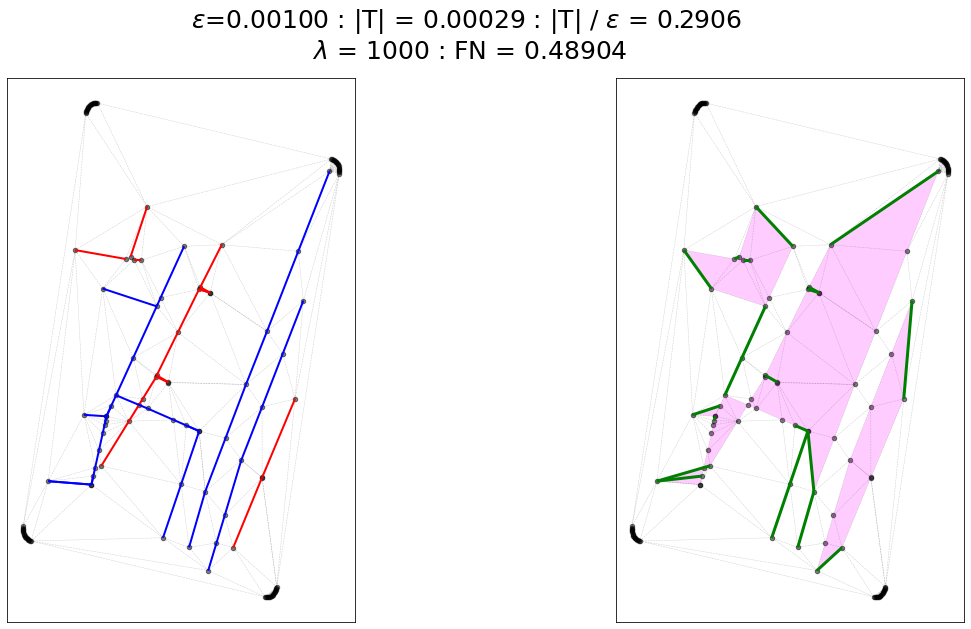 ε=0.00100 : |T| = 0.00029 : |T| / ε = 0.2906
λ = 1000 : FN = 0.48904